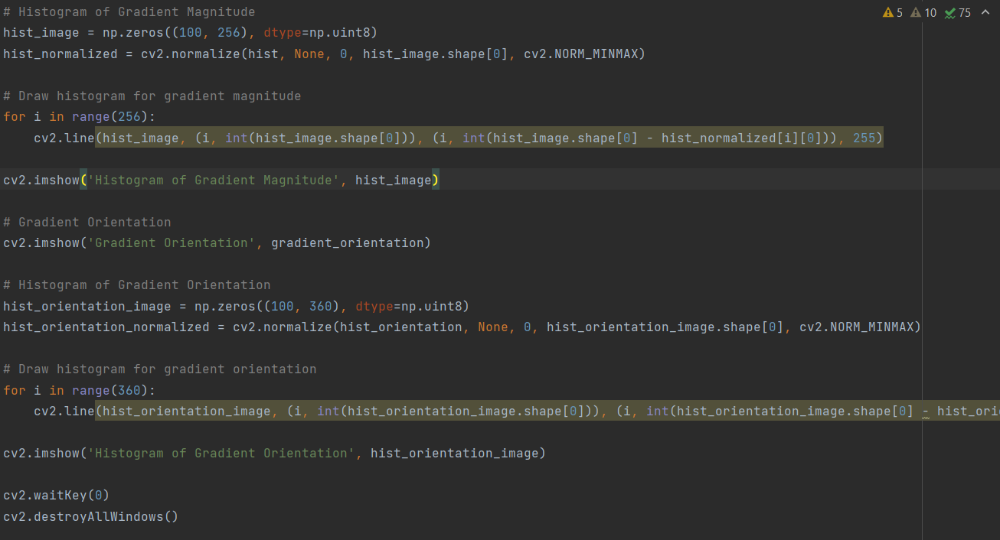 # Histogram of Gradient Magnitude
5 10 75
hist_image = np.zeros((100, 256), dtype=np.uint8)
hist_normalized = cv2.normalize(hist, None, 0, hist_image.shape[0], cv2.NORM_MINMAX)
# Draw histogram for gradient magnitude
for i in range(256):
    cv2.line(hist_image, (i, int(hist_image.shape[0])), (i, int(hist_image.shape[0] - hist_normalized[i][0])), 255)
cv2.imshow('Histogram of Gradient Magnitude', hist_image)
# Gradient Orientation
cv2.imshow('Gradient Orientation', gradient_orientation)
# Histogram of Gradient Orientation
hist_orientation_image = np.zeros((100, 360), dtype=np.uint8)
hist_orientation_normalized = cv2.normalize(hist_orientation, None, 0, hist_orientation_image.shape[0], cv2.NORM_MINMAX)
# Draw histogram for gradient orientation
for i in range(360):
    cv2.line(hist_orientation_image, (i, int(hist_orientation_image.shape[0])), (i, int(hist_orientation_image.shape[0] - hist_ori
cv2.imshow('Histogram of Gradient Orientation', hist_orientation_image)
cv2.waitKey(0)
cv2.destroyAllWindows()